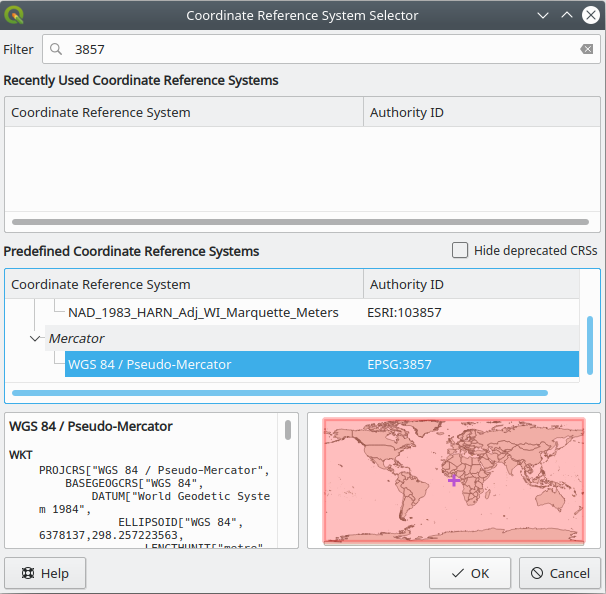 Coordinate Reference System Selector
Filter 3857
Recently Used Coordinate Reference Systems
Coordinate Reference System Authority ID
Predefined Coordinate Reference Systems Hide deprecated CRSs
Coordinate Reference System Authority ID
NAD_1983_HARN_Adj_WI_Marquette_Meters ESRI:103857
Mercator
WGS 84 / Pseudo-Mercator EPSG:3857
WGS 84 / Pseudo-Mercator
WKT
PROJCRS["WGS 84 / Pseudo-Mercator",
BASEGEOGCRS["WGS 84",
DATUM["World Geodetic Syste
m 1984",
ELLIPSOID["WGS 84",
6378137,298.257223563,
LENGTHUNIT["metre"
Help OK Cancel